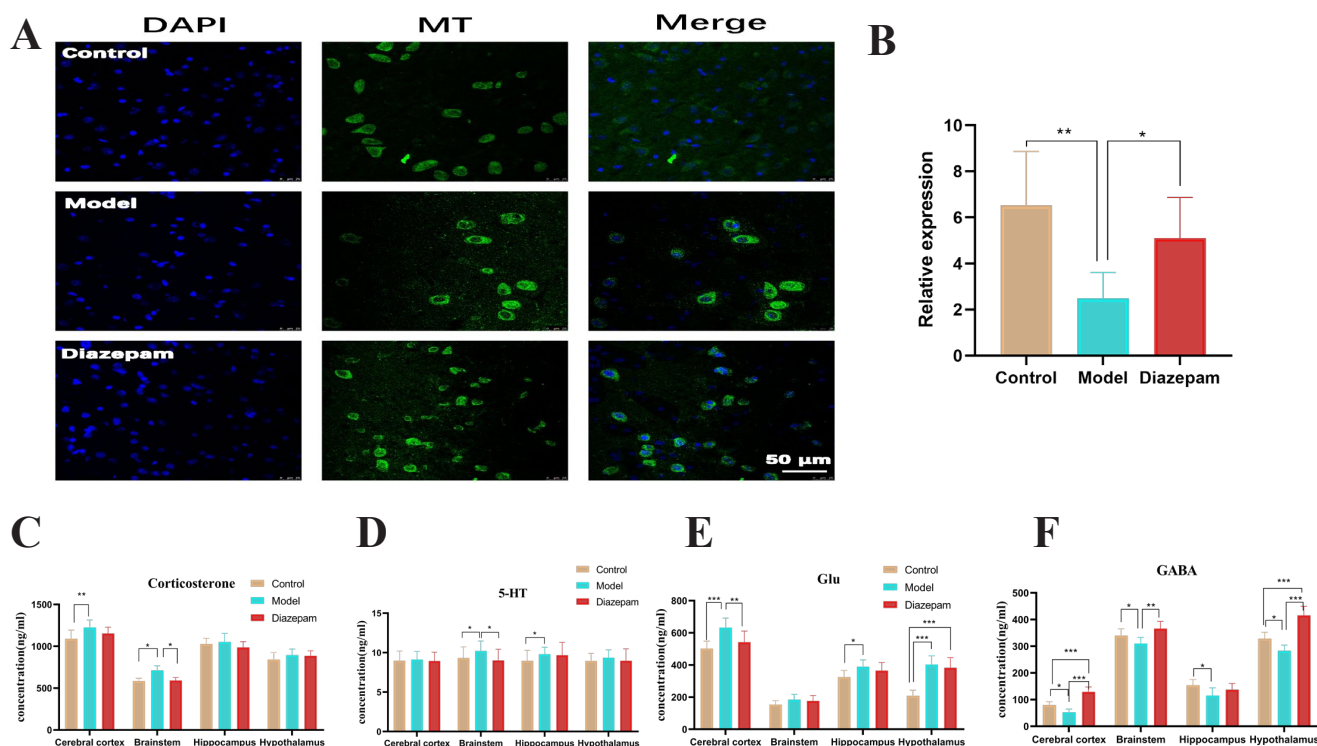 A
DAPI
MT
Merge
Control
Model
Diazepam
50 µm
B
Relative expression
10
8
6
4
2
0
**
*
Control
Model
Diazepam
C
Corticosterone
Control
Model
Diazepam
concentration(ng/ml)
1500
1000
500
0
**
*
*
Cerebral cortex
Brainstem
Hippocampus
Hypothalamus
D
5-HT
Control
Model
Diazepam
concentration(ng/ml)
15
10
5
0
*
*
*
Cerebral cortex
Brainstem
Hippocampus
Hypothalamus
E
Glu
Control
Model
Diazepam
concentration(ng/ml)
800
600
400
200
0
***
**
*
***
***
Cerebral cortex
Brainstem
Hippocampus
Hypothalamus
F
GABA
Control
Model
Diazepam
concentration(ng/ml)
500
400
300
200
100
0
***
*
***
*
**
*
***
*
***
Cerebral cortex
Brainstem
Hippocampus
Hypothalamus